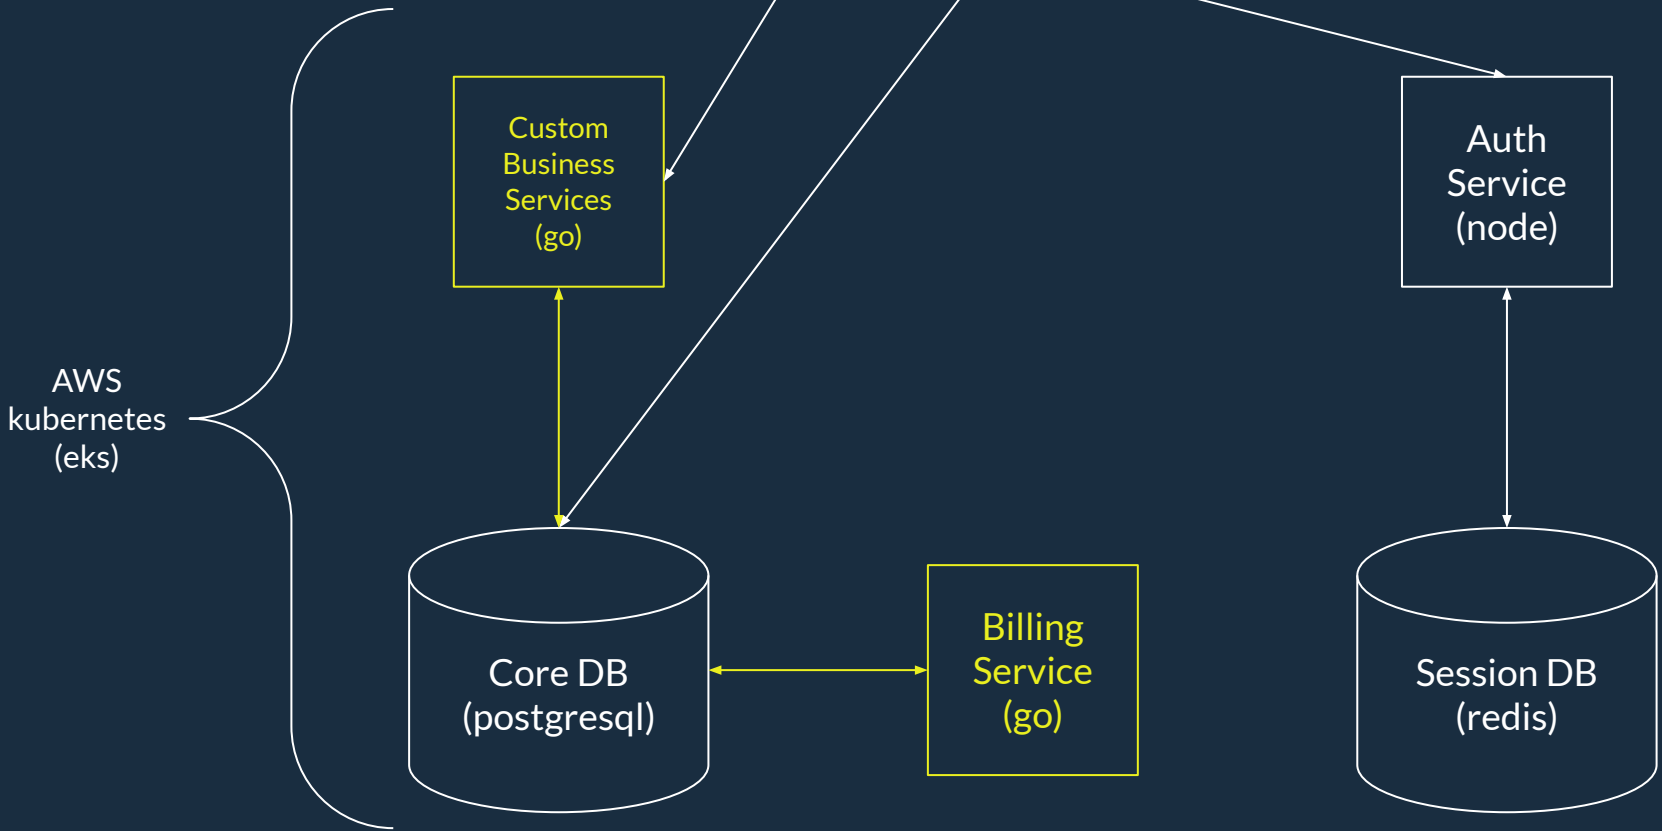 Custom
Business
Services
(go)
Auth
Service
(node)
AWS
kubernetes
(eks)
Core DB
(postgresql)
Billing
Service
(go)
Session DB
(redis)